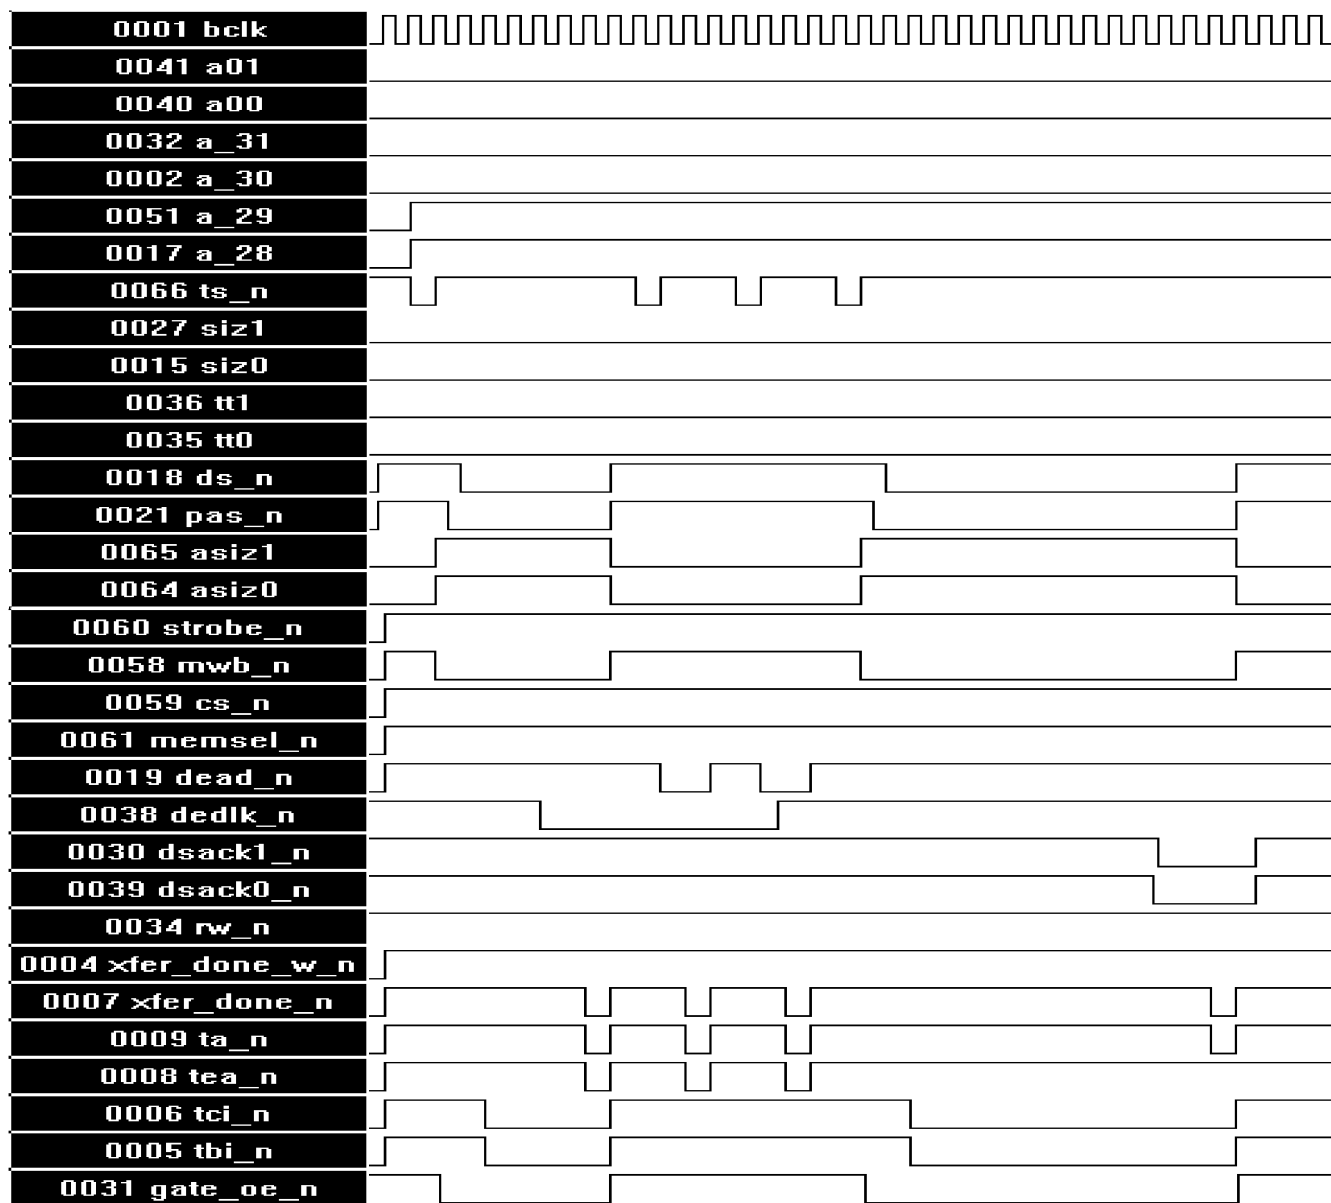 0001 bclk
0041 a01
0040 a00
0032 a_31
0002 a_30
0051 a_29
0017 a_28
0066 ts_n
0027 siz1
0015 siz0
0036 tt1
0035 tt0
0018 ds_n
0021 pas_n
0065 asiz1
0064 asiz0
0060 strobe_n
0058 mwb_n
0059 cs_n
0061 memsel_n
0019 dead_n
0038 dedlk_n
0030 dsack1_n
0039 dsack0_n
0034 rw_n
0004 xfer_done_w_n
0007 xfer_done_n
0009 ta_n
0008 tea_n
0006 tci_n
0005 tbi_n
0031 gate_oe_n